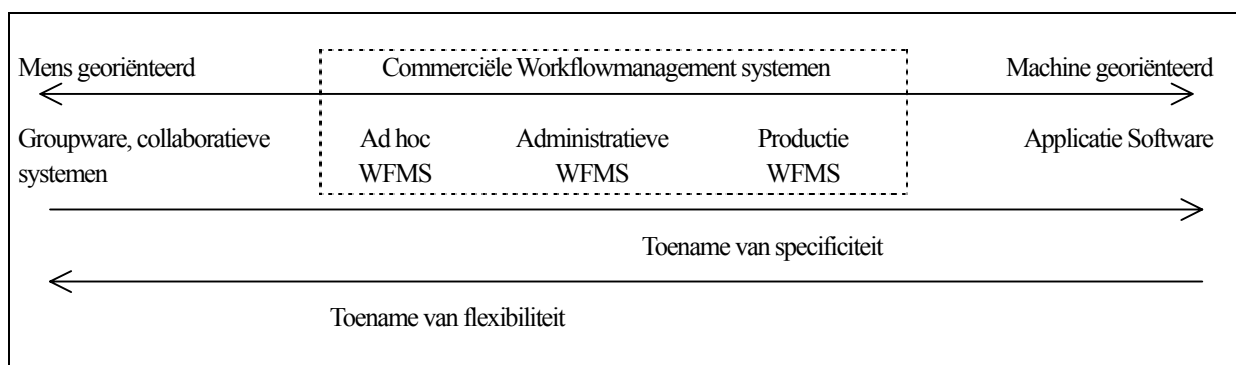 Mens georiënteerd Commerciële Workflowmanagement systemen Machine georiënteerd
Groupware, collaboratieve Ad hoc Administratieve Productie Applicatie Software
systemen WFMS WFMS WFMS
Toename van specificiteit
Toename van flexibiliteit